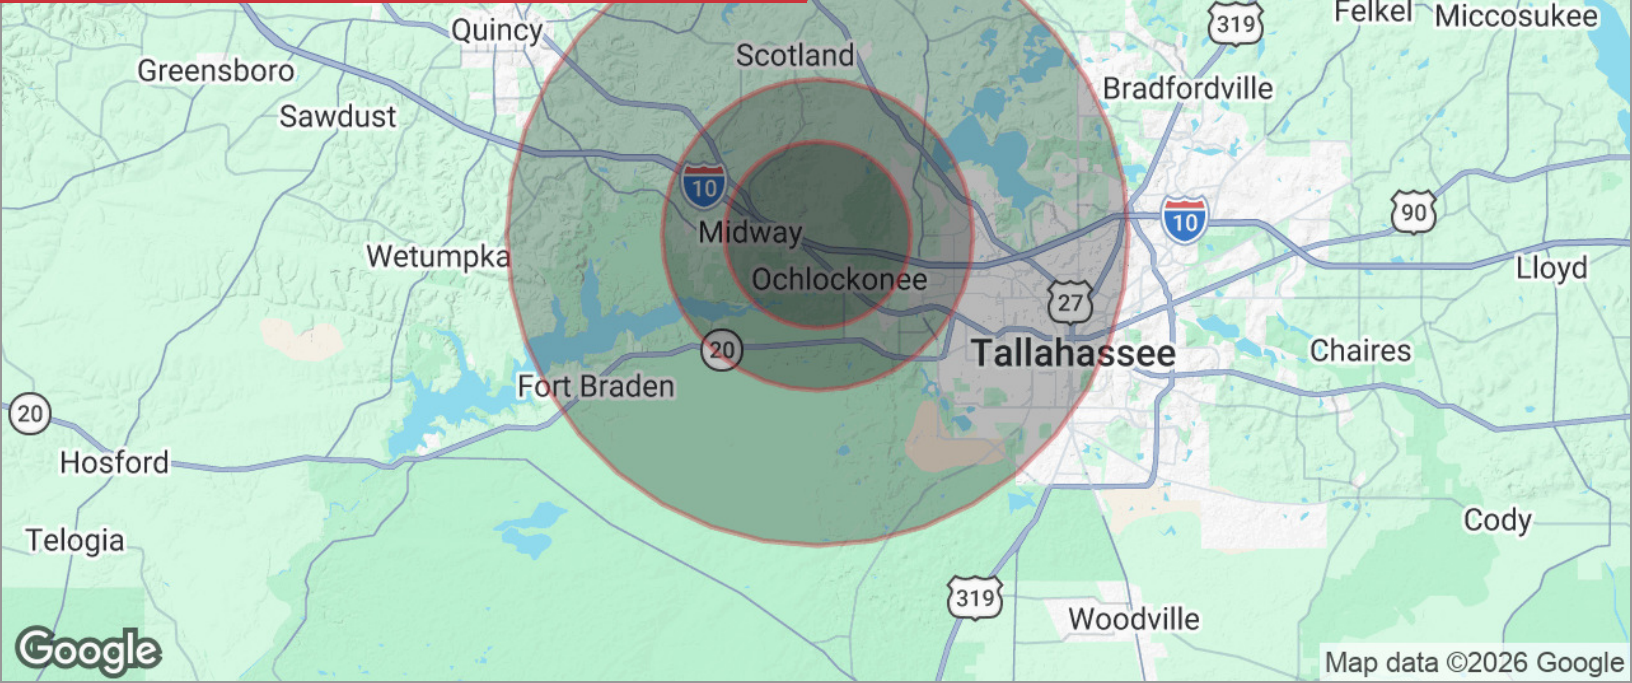 319
Felkel
Miccosukee
Quincy
Scotland
Greensboro
Bradfordville
Sawdust
10
90
10
Midway
Wetumpka
Lloyd
Ochlockonee
27
20
Tallahassee
Chaires
Fort Braden
20
Hosford
Cody
Telogia
319
Woodville
Google
Map data ©2026 Google